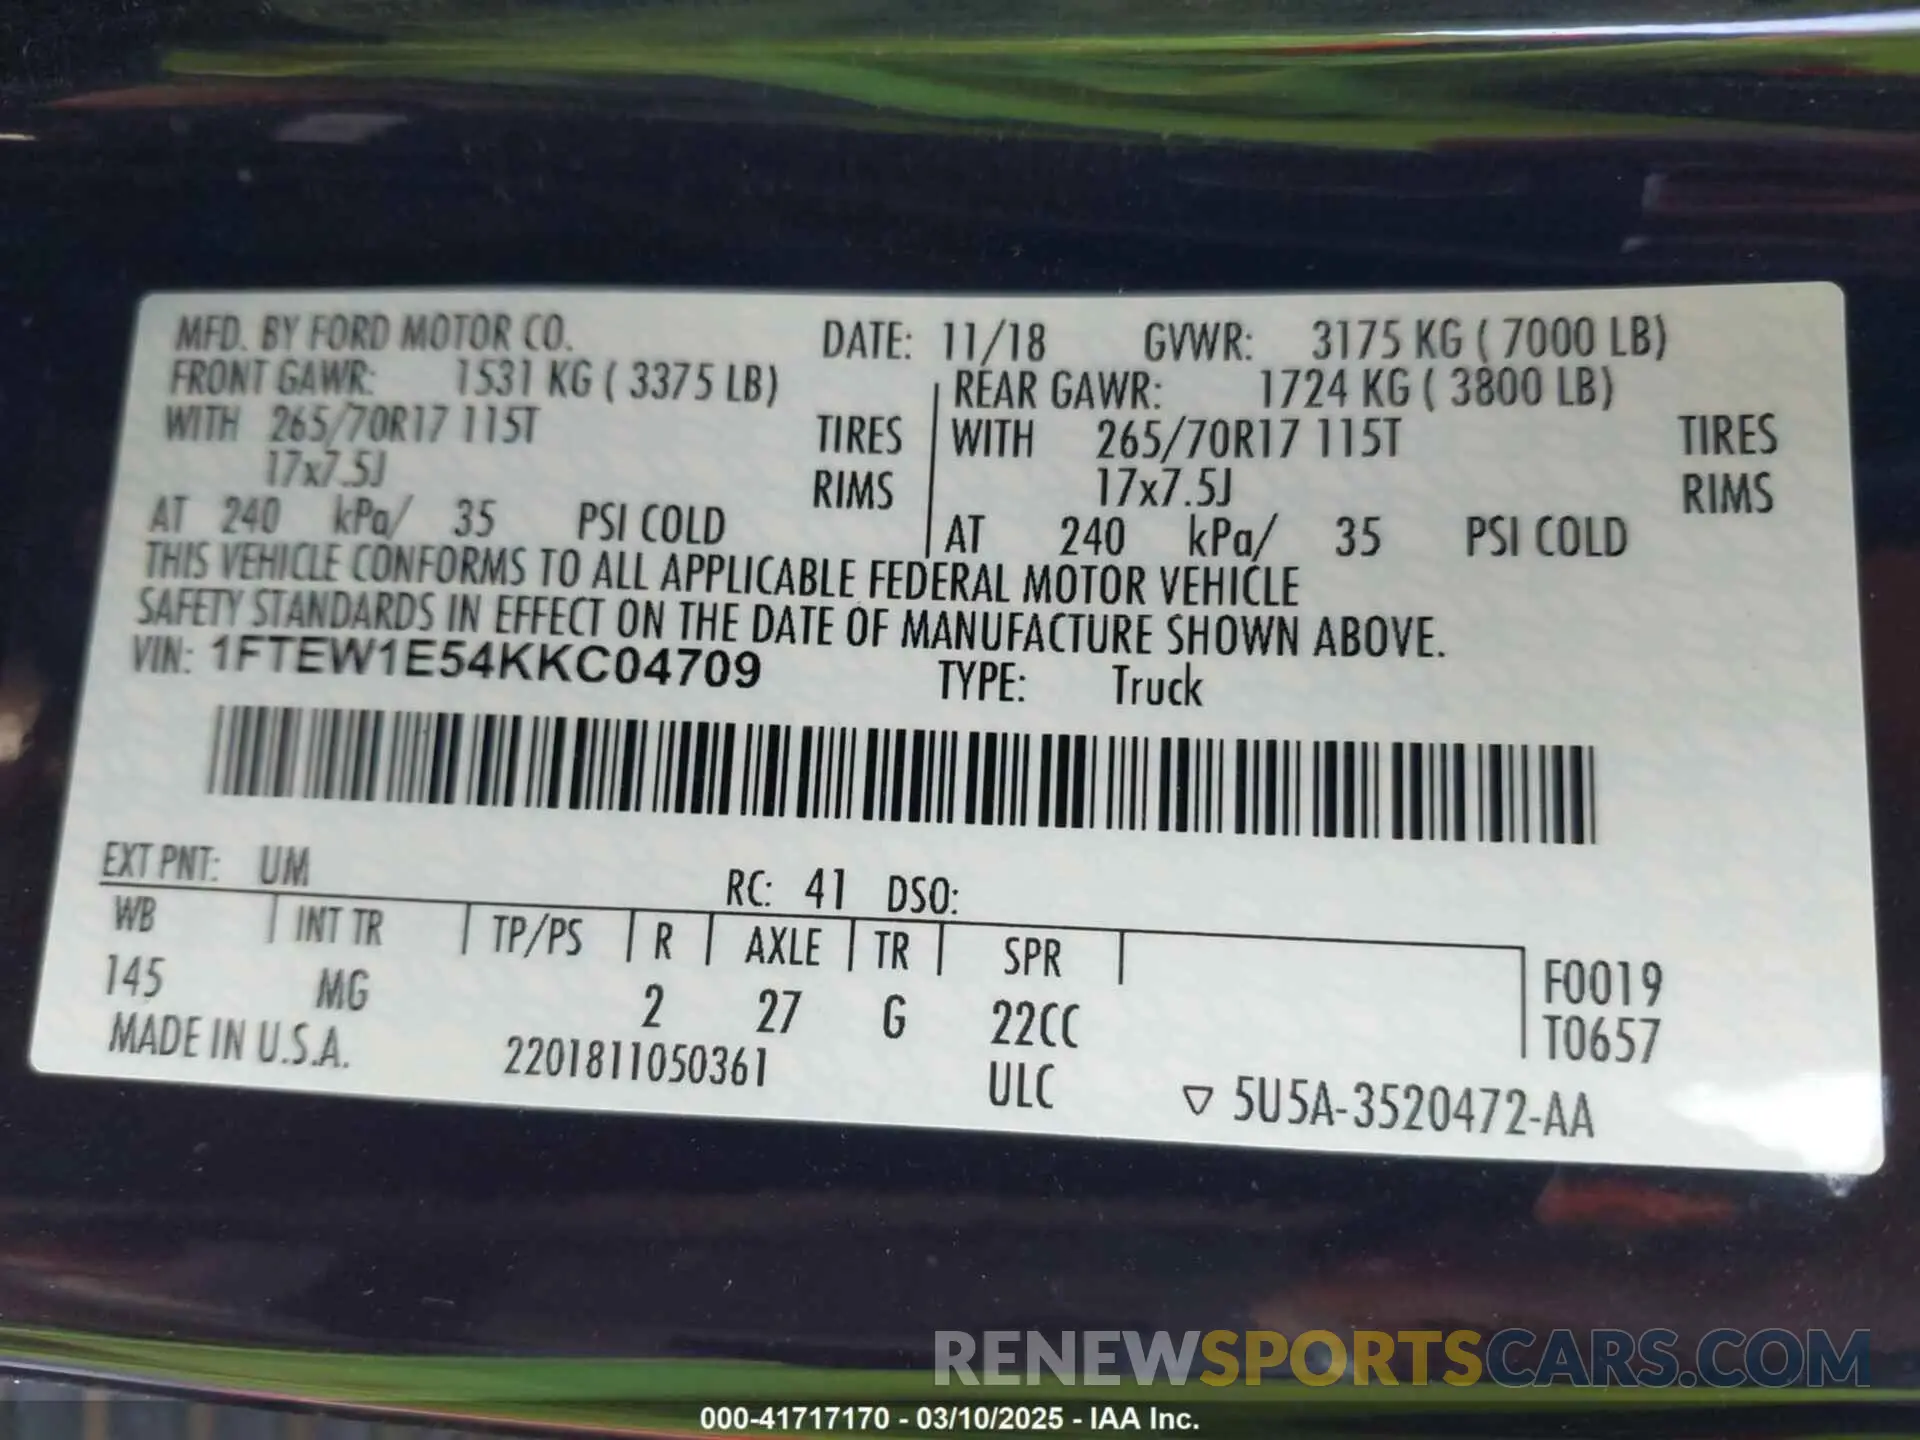 MFD. BY FORD MOTOR CO. DATE: 11/18 GVWR: 3175 KG ( 7000 LB)
FRONT GAWR: 1531 KG ( 3375 LB) REAR GAWR: 1724 KG ( 3800 LB)
WITH 265/70R17 115T TIRES WITH 265/70R17 115T TIRES
17x7.5J RIMS 17x7.5J RIMS
AT 240 kPa/ 35 PSI COLD AT 240 kPa/ 35 PSI COLD
THIS VEHICLE CONFORMS TO ALL APPLICABLE FEDERAL MOTOR VEHICLE
SAFETY STANDARDS IN EFFECT ON THE DATE OF MANUFACTURE SHOWN ABOVE.
VIN: 1FTEW1E54KKC04709 TYPE: Truck
EXT PNT: UM RC: 41 DSO:
WB INT TR TP/PS R AXLE TR SPR
145 MG 2 27 G 22CC
F0019
T0657
MADE IN U.S.A. 2201811050361 ULC
▽ 5U5A-3520472-AA
RENEWSPORTSCARS.COM
000-41717170 - 03/10/2025 - IAA Inc.